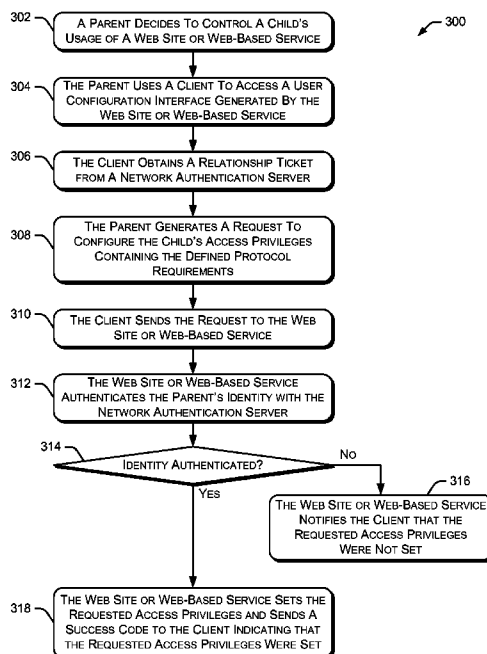 302
A PARENT DECIDES TO CONTROL A CHILD'S
USAGE OF A WEB SITE OR WEB-BASED SERVICE
300
304
THE PARENT USES A CLIENT TO ACCESS A USER
CONFIGURATION INTERFACE GENERATED BY THE
WEB SITE OR WEB-BASED SERVICE
306
THE CLIENT OBTAINS A RELATIONSHIP TICKET
FROM A NETWORK AUTHENTICATION SERVER
308
THE PARENT GENERATES A REQUEST TO
CONFIGURE THE CHILD'S ACCESS PRIVILEGES
CONTAINING THE DEFINED PROTOCOL
REQUIREMENTS
310
THE CLIENT SENDS THE REQUEST TO THE WEB
SITE OR WEB-BASED SERVICE
312
THE WEB SITE OR WEB-BASED SERVICE
AUTHENTICATES THE PARENT'S IDENTITY WITH THE
NETWORK AUTHENTICATION SERVER
314
IDENTITY AUTHENTICATED?
NO
YES
316
THE WEB SITE OR WEB-BASED SERVICE
NOTIFIES THE CLIENT THAT THE
REQUESTED ACCESS PRIVILEGES
WERE NOT SET
318
THE WEB SITE OR WEB-BASED SERVICE SETS THE
REQUESTED ACCESS PRIVILEGES AND SENDS A
SUCCESS CODE TO THE CLIENT INDICATING THAT
THE REQUESTED ACCESS PRIVILEGES WERE SET